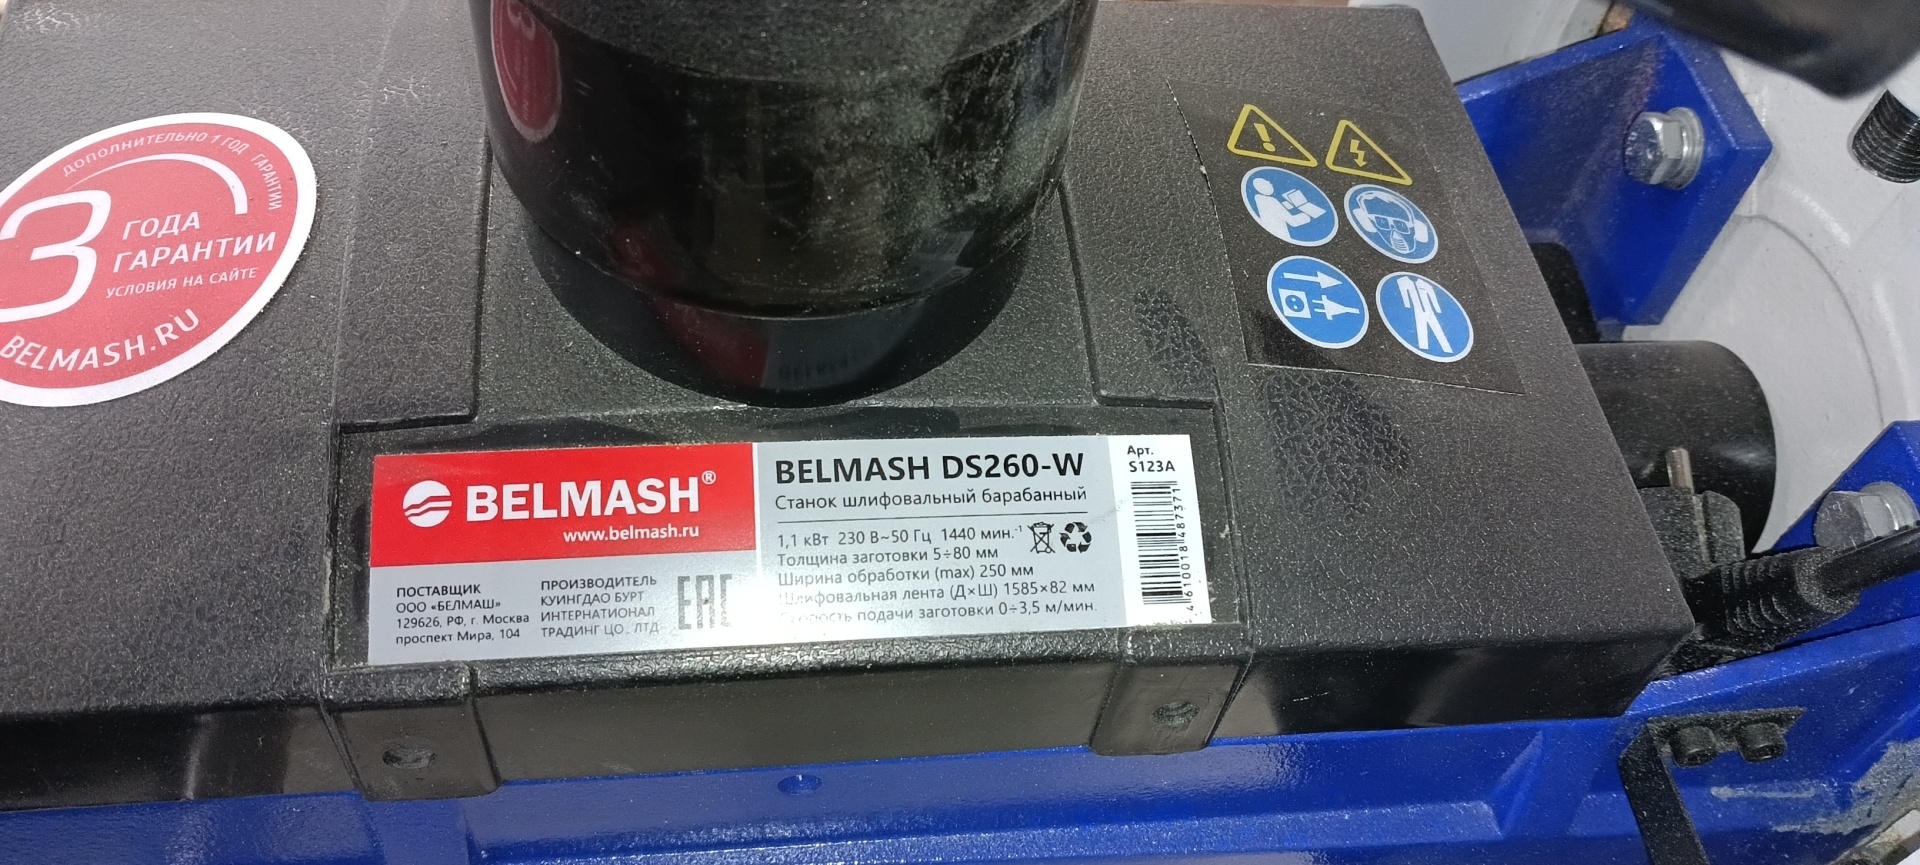 ДОПОЛНИТЕЛЬНО 1 ГОД ГАРАНТИИ
3 ГОДА
ГАРАНТИИ
УСЛОВИЯ НА САЙТЕ
BELMASH.RU
BELMASH®
www.belmash.ru
ПОСТАВЩИК
ООО «БЕЛМАШ»
129626, РФ, г. Москва
проспект Мира, 104
ПРОИЗВОДИТЕЛЬ
КУИНГДАО БУРТ
ИНТЕРНАТИОНАЛ
ТРАДИНГ ЦО., ЛТД
EAC
BELMASH DS260-W
Станок шлифовальный барабанный
1,1 кВт 230 В~50 Гц 1440 мин.⁻¹
Толщина заготовки 5÷80 мм
Ширина обработки (max) 250 мм
Шлифовальная лента (Д×Ш) 1585×82 мм
Скорость подачи заготовки 0÷3,5 м/мин.
Арт.
S123A
4610018487371